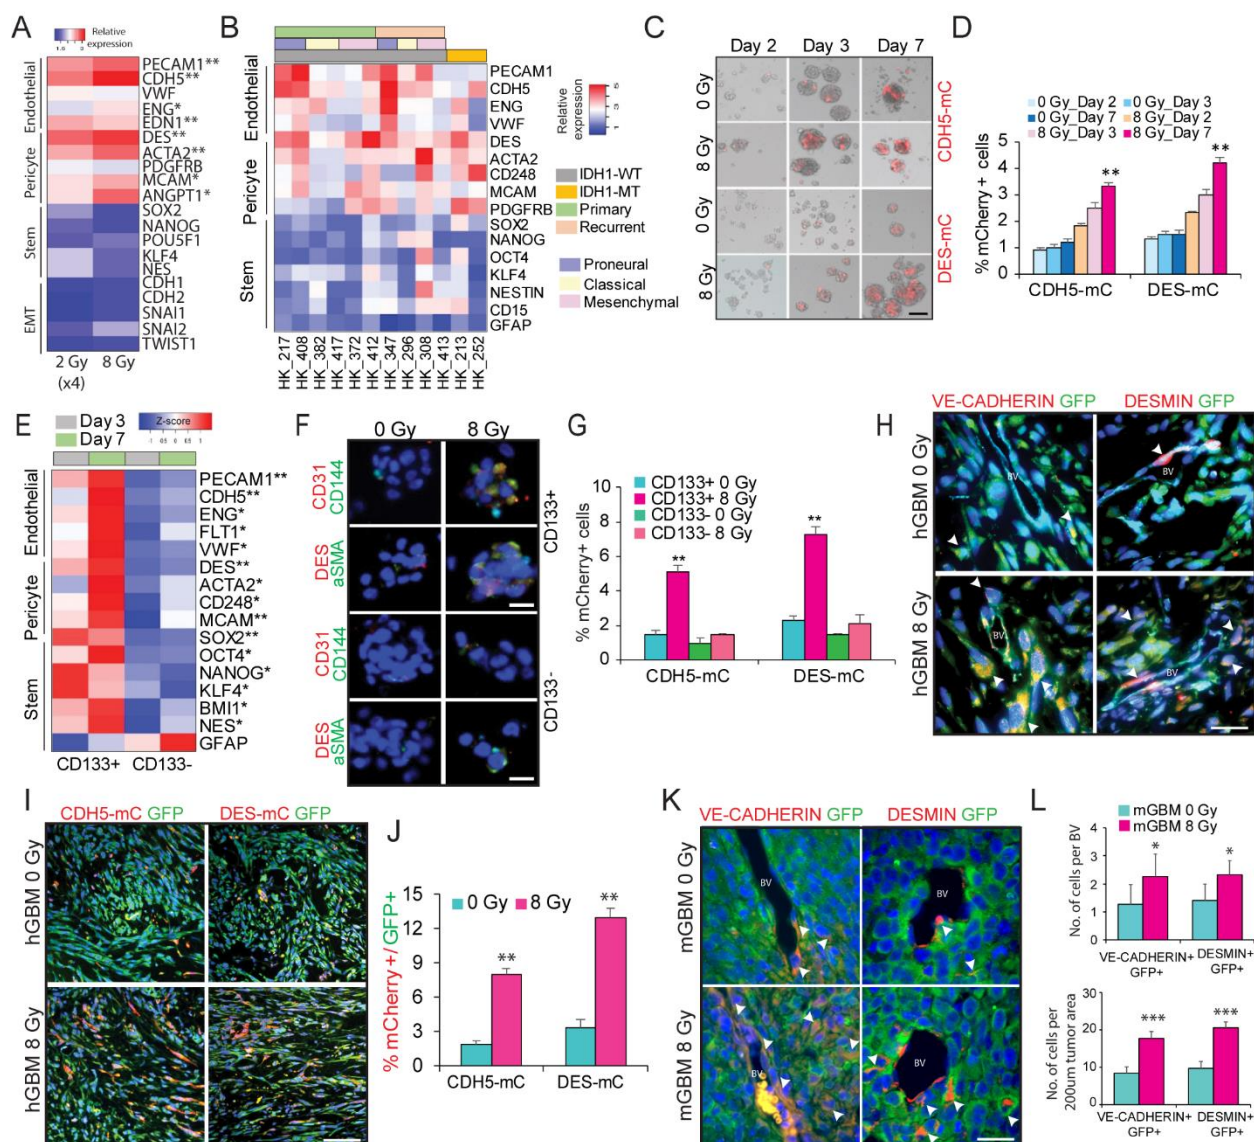 A
Relative
expression
Endothelial
PECAM1**
CDH5**
VWF
ENG*
EDN1**
Pericyte
DES**
ACTA2**
PDGFRB
MCAM*
ANGPT1*
Stem
SOX2
NANOG
POU5F1
KLF4
NES
EMT
CDH1
CDH2
SNAI1
SNAI2
TWIST1
2 Gy
(x4)
8 Gy
B
Endothelial
PECAM1
CDH5
ENG
VWF
Pericyte
DES
ACTA2
CD248
MCAM
PDGFRB
Stem
SOX2
NANOG
OCT4
KLF4
NESTIN
CD15
GFAP
HK_217
HK_408
HK_382
HK_417
HK_372
HK_412
HK_347
HK_296
HK_308
HK_413
HK_213
HK_252
Relative
expression
IDH1-WT
IDH1-MT
Primary
Recurrent
Proneural
Classical
Mesenchymal
C
Day 2 Day 3 Day 7
0 Gy
8 Gy
0 Gy
8 Gy
CDH5-mC
DES-mC
D
0 Gy_Day 2
0 Gy_Day 3
0 Gy_Day 7
8 Gy_Day 2
8 Gy_Day 3
8 Gy_Day 7
% mCherry + cells
5
4
3
2
1
0
**
**
CDH5-mC DES-mC
E
Day 3
Day 7
Z-score
-1 -0.5 0 0.5 1
Endothelial
PECAM1**
CDH5**
ENG*
FLT1*
VWF*
Pericyte
DES**
ACTA2*
CD248*
MCAM**
Stem
SOX2**
OCT4*
NANOG*
KLF4*
BMI1*
NES*
GFAP
CD133+ CD133-
F
0 Gy 8 Gy
CD31
CD144
DES
aSMA
CD31
CD144
DES
aSMA
CD133+
CD133-
G
CD133+ 0 Gy
CD133+ 8 Gy
CD133- 0 Gy
CD133- 8 Gy
% mCherry+ cells
10
8
6
4
2
0
**
**
CDH5-mC DES-mC
H
VE-CADHERIN GFP DESMIN GFP
hGBM 0 Gy
hGBM 8 Gy
BV
BV
BV
BV
I
CDH5-mC GFP DES-mC GFP
hGBM 0 Gy
hGBM 8 Gy
J
0 Gy 8 Gy
% mCherry+/GFP+
15
12
9
6
3
0
**
**
CDH5-mC DES-mC
K
VE-CADHERIN GFP DESMIN GFP
mGBM 0 Gy
mGBM 8 Gy
BV
BV
BV
BV
L
mGBM 0 Gy
mGBM 8 Gy
No. of cells per BV
4
3
2
1
0
*
*
VE-CADHERIN+
GFP+
DESMIN+
GFP+
No. of cells per
200um tumor area
30
20
10
0
***
***
VE-CADHERIN+
GFP+
DESMIN+
GFP+